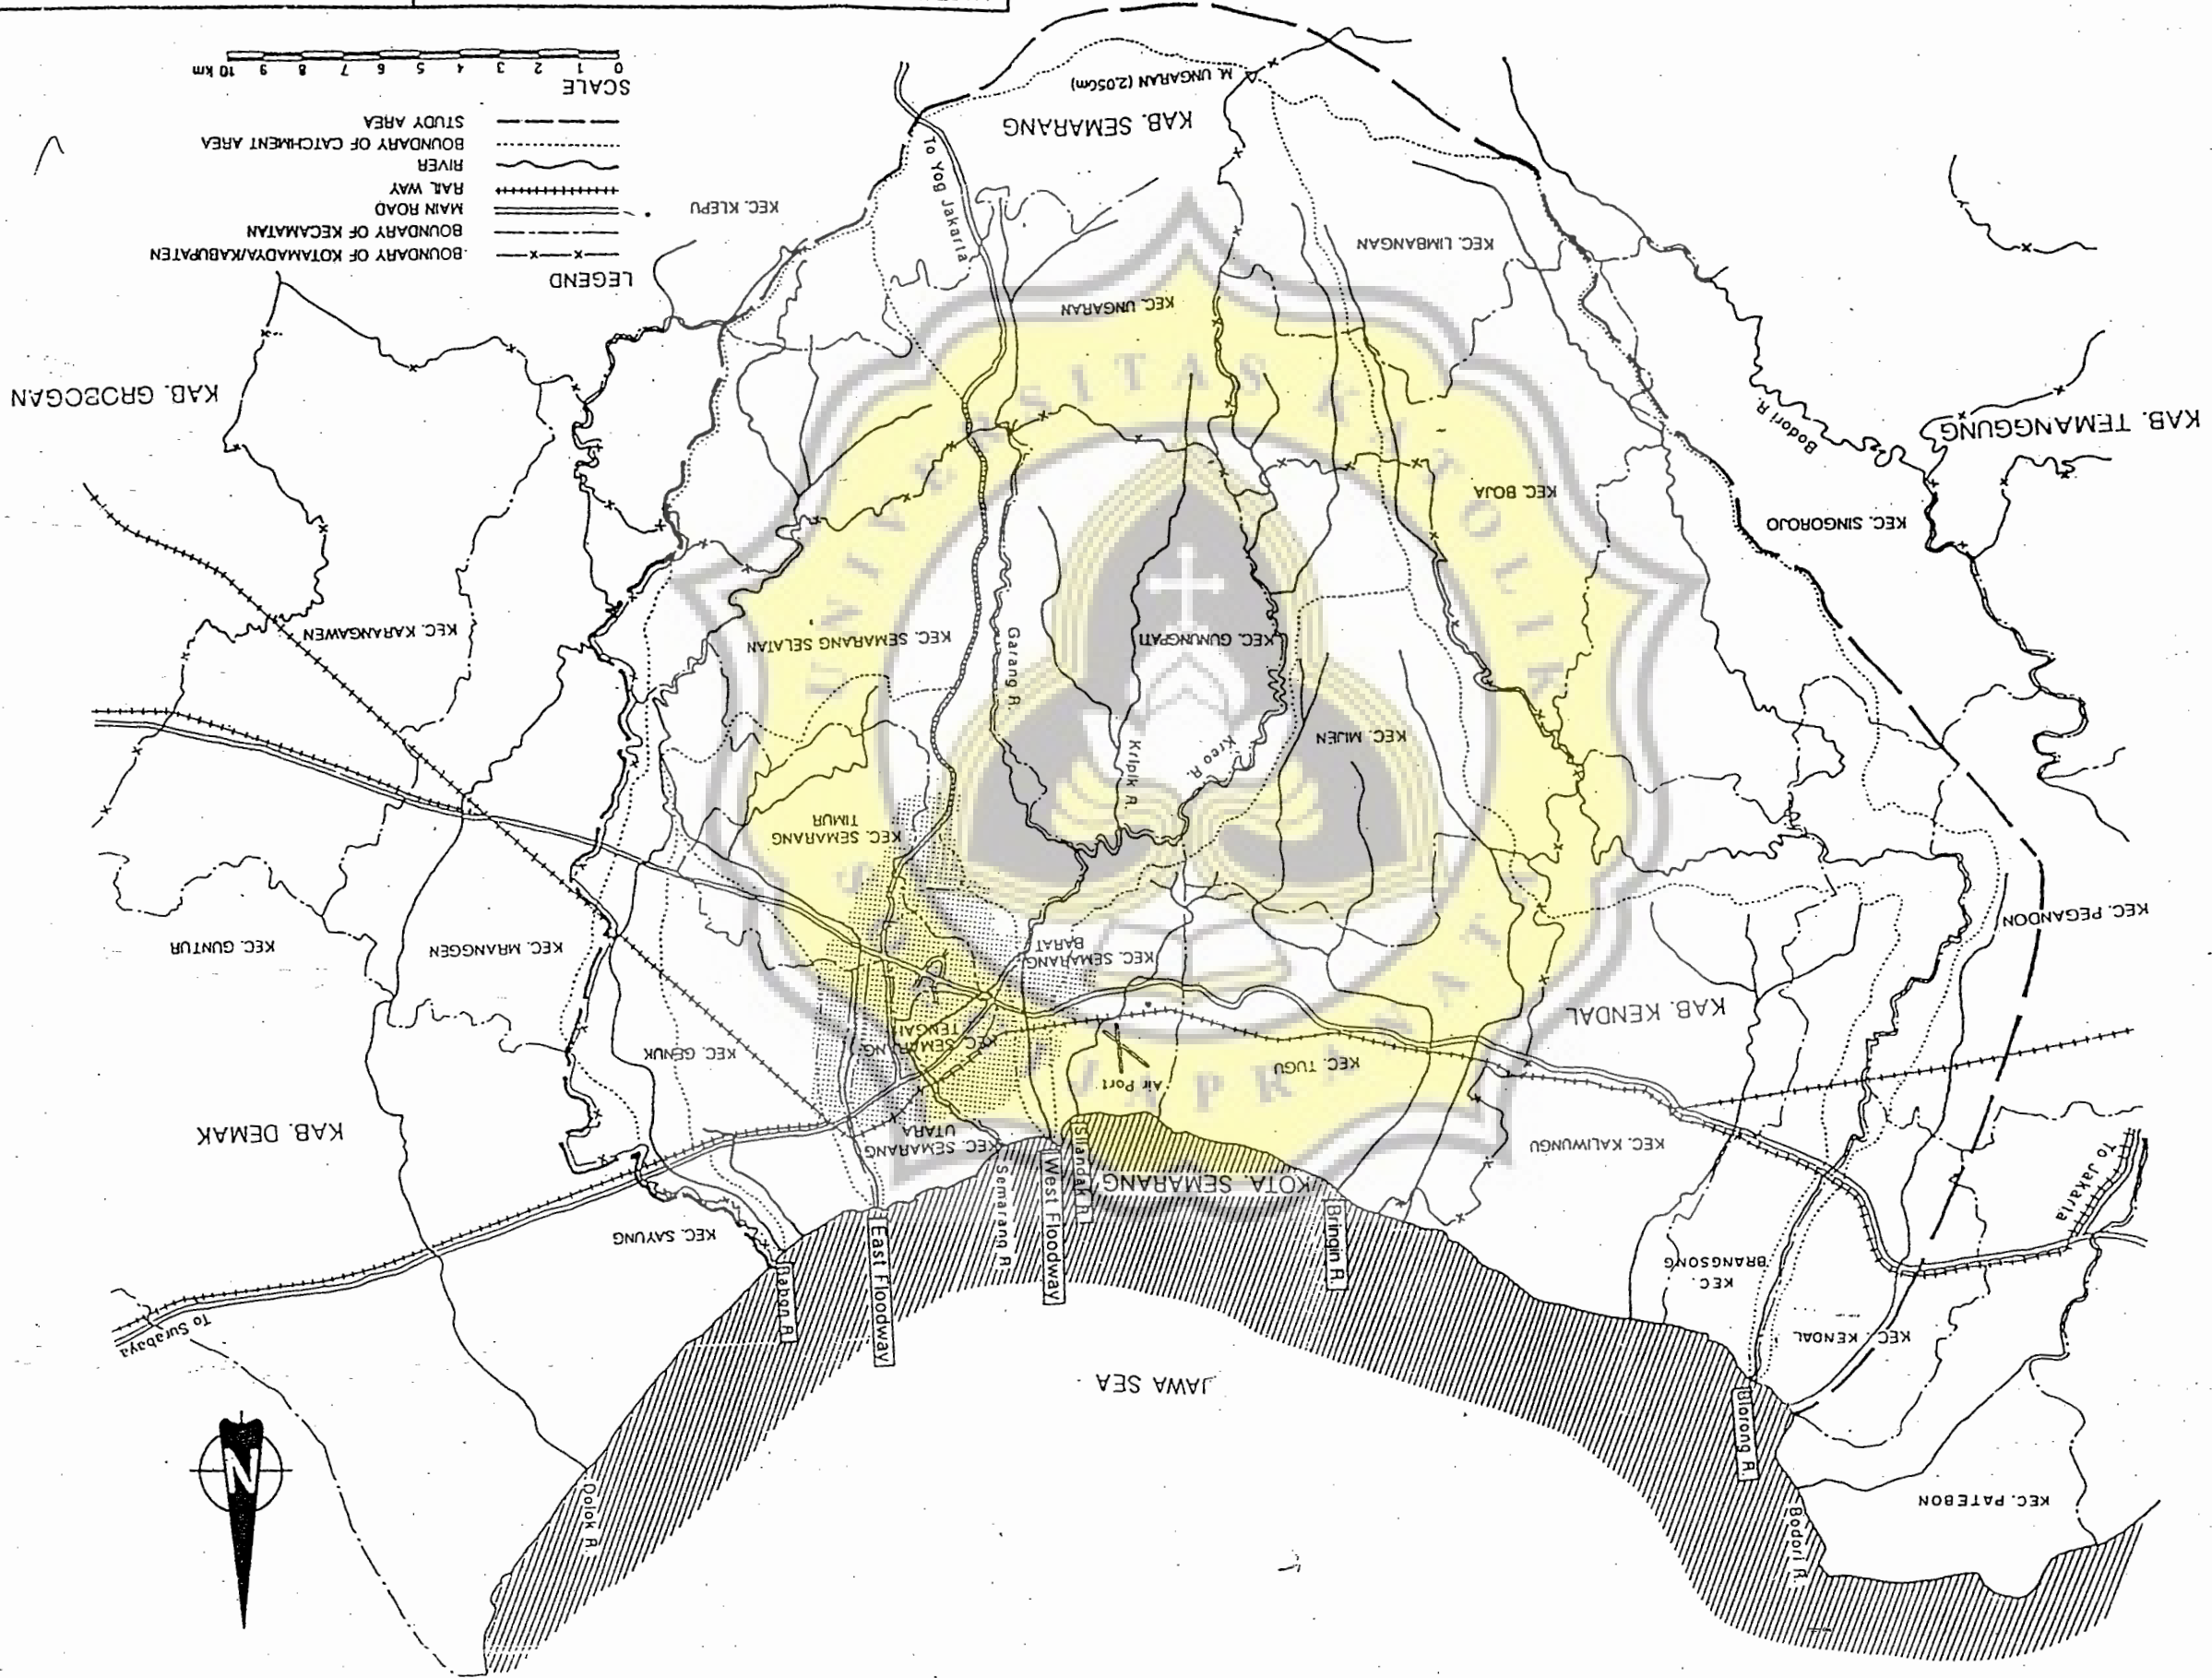 JAWA SEA
KEC. PATEBON
Bodori R.
Blorong R.
KEC. KENDAL
KEC.
BRANGSONG
To Jakarta
KEC. KALIWUNGU
Bringin R.
KOTA. SEMARANG
Silandak R.
West Floodway
Semarang R.
East Floodway
Babon R.
Dolok R.
To Surabaya
KEC. SAYUNG
KEC. SEMARANG
UTARA
KAB. DEMAK
KEC. TUGU
Air Port
KEC.
SEMARANG
TENGAH
KEC. GENUK
KAB. KENDAL
KEC. PEGANDON
KEC. SEMARANG
BARAT
KEC. MRANGGEN
KEC. GUNTUR
KEC. SEMARANG
TIMUR
KEC. MIJEN
Kreo R.
Kripik R.
Garang R.
KEC. GUNUNGPATI
KEC. SEMARANG SELATAN
KEC. KARANGAWEN
KEC. SINGOROJO
KEC. BOJA
KAB. TEMANGGUNG
Bodori R.
KAB. GROBOGAN
KEC. UNGARAN
KEC. LIMBANGAN
KEC. KLEPU
To Yog Jakarta
KAB. SEMARANG
M. UNGARAN (2.050m)
LEGEND
BOUNDARY OF KOTAMADYA/KABUPATEN
BOUNDARY OF KECAMATAN
MAIN ROAD
RAIL WAY
RIVER
BOUNDARY OF CATCHMENT AREA
STUDY AREA
SCALE
0 1 2 3 4 5 6 7 8 9 10 km
N
UNIVERSITAS KATOLIK
SOEGIJAPRANATA